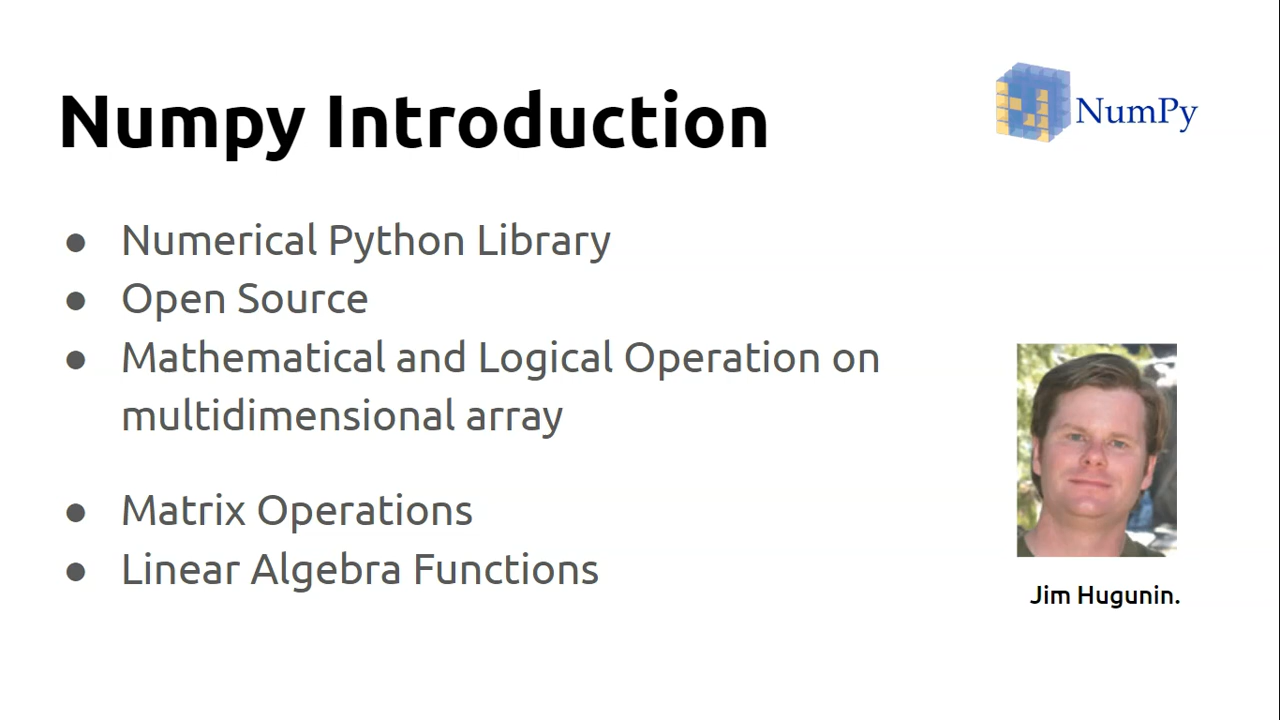 Numpy Introduction
NumPy
● Numerical Python Library
● Open Source
● Mathematical and Logical Operation on
multidimensional array
● Matrix Operations
● Linear Algebra Functions
Jim Hugunin.